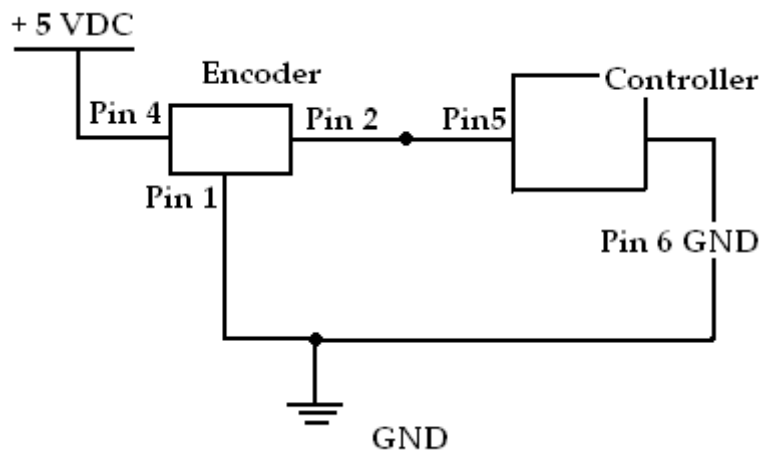 + 5 VDC
Encoder
Controller
Pin 4
Pin 2
Pin5
Pin 1
Pin 6 GND
GND